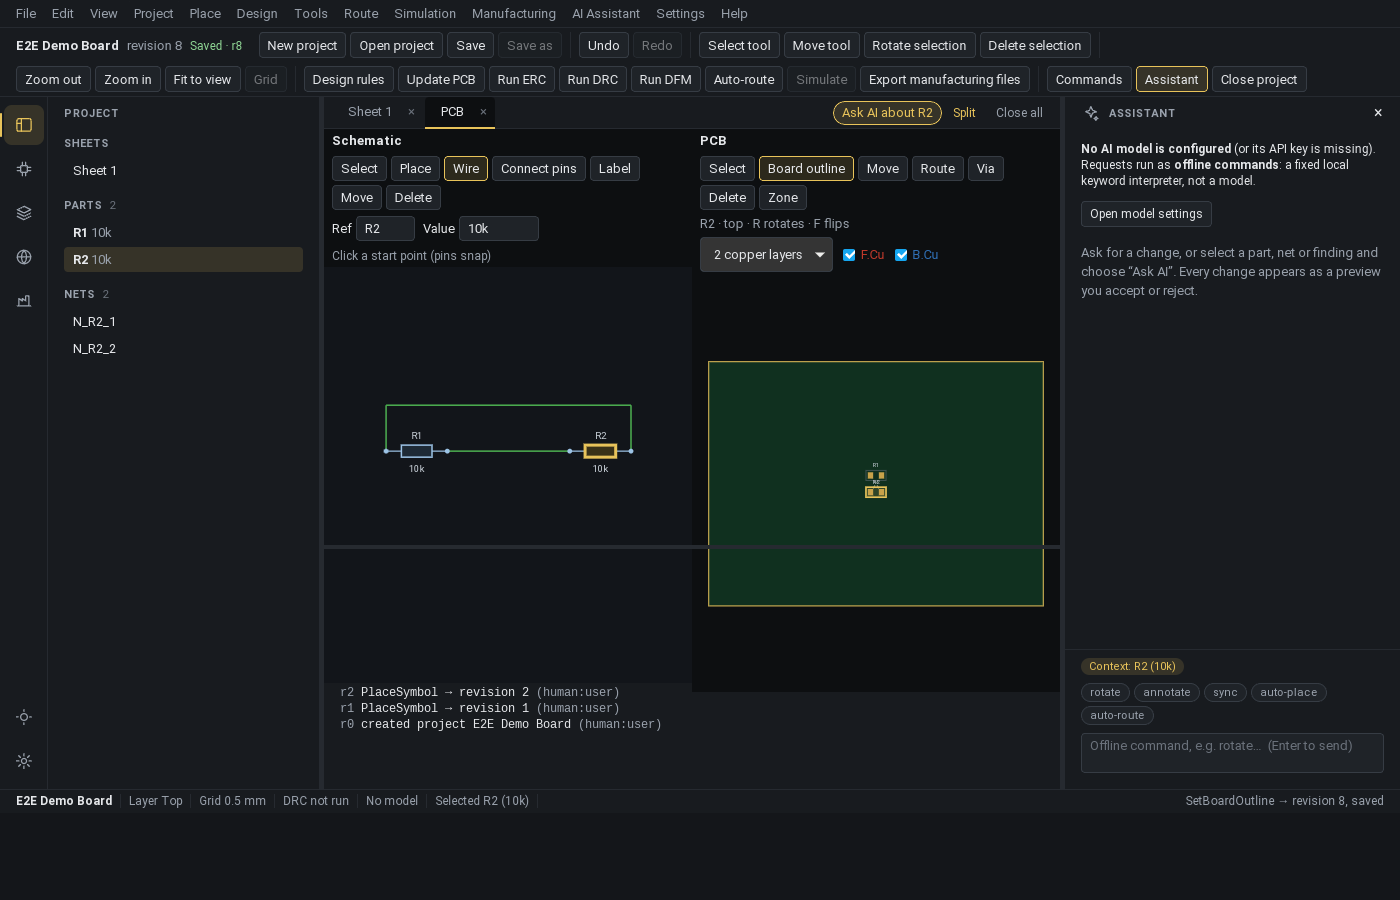 File Edit View Project Place Design Tools Route Simulation Manufacturing AI Assistant Settings Help
E2E Demo Board revision 8 Saved · r8 New project Open project Save Save as Undo Redo Select tool Move tool Rotate selection Delete selection
Zoom out Zoom in Fit to view Grid Design rules Update PCB Run ERC Run DRC Run DFM Auto-route Simulate Export manufacturing files Commands Assistant Close project
PROJECT
SHEETS
Sheet 1
PARTS 2
R1 10k
R2 10k
NETS 2
N_R2_1
N_R2_2
Sheet 1 × PCB × Ask AI about R2 Split Close all
Schematic
Select Place Wire Connect pins Label
Move Delete
Ref R2 Value 10k
Click a start point (pins snap)
R1 R2
10k 10k
PCB
Select Board outline Move Route Via
Delete Zone
R2 · top · R rotates · F flips
2 copper layers F.Cu B.Cu
R1
r2 PlaceSymbol → revision 2 (human:user)
r1 PlaceSymbol → revision 1 (human:user)
r0 created project E2E Demo Board (human:user)
ASSISTANT ×
No AI model is configured (or its API key is missing).
Requests run as offline commands: a fixed local
keyword interpreter, not a model.
Open model settings
Ask for a change, or select a part, net or finding and
choose “Ask AI”. Every change appears as a preview
you accept or reject.
Context: R2 (10k)
rotate annotate sync auto-place
auto-route
Offline command, e.g. rotate… (Enter to send)
E2E Demo Board Layer Top Grid 0.5 mm DRC not run No model Selected R2 (10k) SetBoardOutline → revision 8, saved